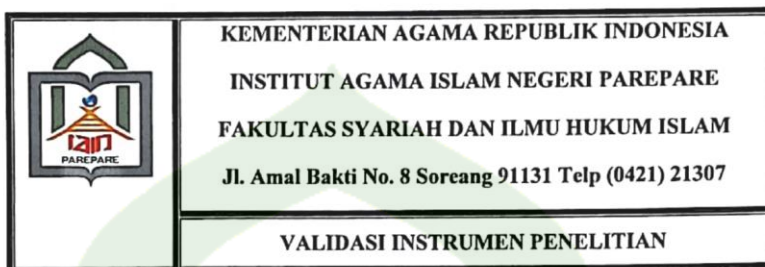 iain
PAREPARE
KEMENTERIAN AGAMA REPUBLIK INDONESIA
INSTITUT AGAMA ISLAM NEGERI PAREPARE
FAKULTAS SYARIAH DAN ILMU HUKUM ISLAM
Jl. Amal Bakti No. 8 Soreang 91131 Telp (0421) 21307
VALIDASI INSTRUMEN PENELITIAN